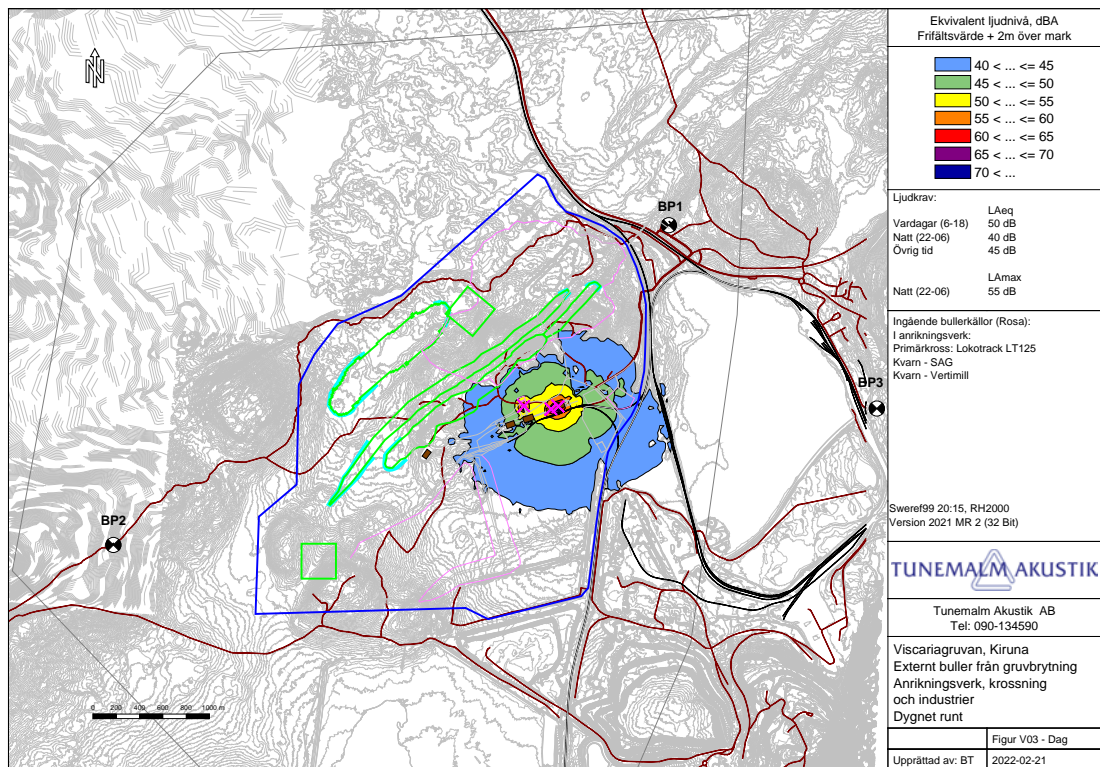 Ekvivalent ljudnivå, dBA
Frifältsvärde + 2m över mark
40 < ... <= 45
45 < ... <= 50
50 < ... <= 55
55 < ... <= 60
60 < ... <= 65
65 < ... <= 70
70 < ...
Ljudkrav:
LAeq
Vardagar (6-18) 50 dB
Natt (22-06) 40 dB
Övrig tid 45 dB
LAmax
Natt (22-06) 55 dB
Ingående bullerkällor (Rosa):
I anrikningsverk:
Primärkross: Lokotrack LT125
Kvarn - SAG
Kvarn - Vertimill
Sweref99 20:15, RH2000
Version 2021 MR 2 (32 Bit)
TUNEMALM AKUSTIK
Tunemalm Akustik AB
Tel: 090-134590
Viscariagruvan, Kiruna
Externt buller från gruvbrytning
Anrikningsverk, krossning
och industrier
Dygnet runt
Figur V03 - Dag
Upprättad av: BT 2022-02-21
N
BP1
BP3
BP2
0 200 400 600 800 1000 m